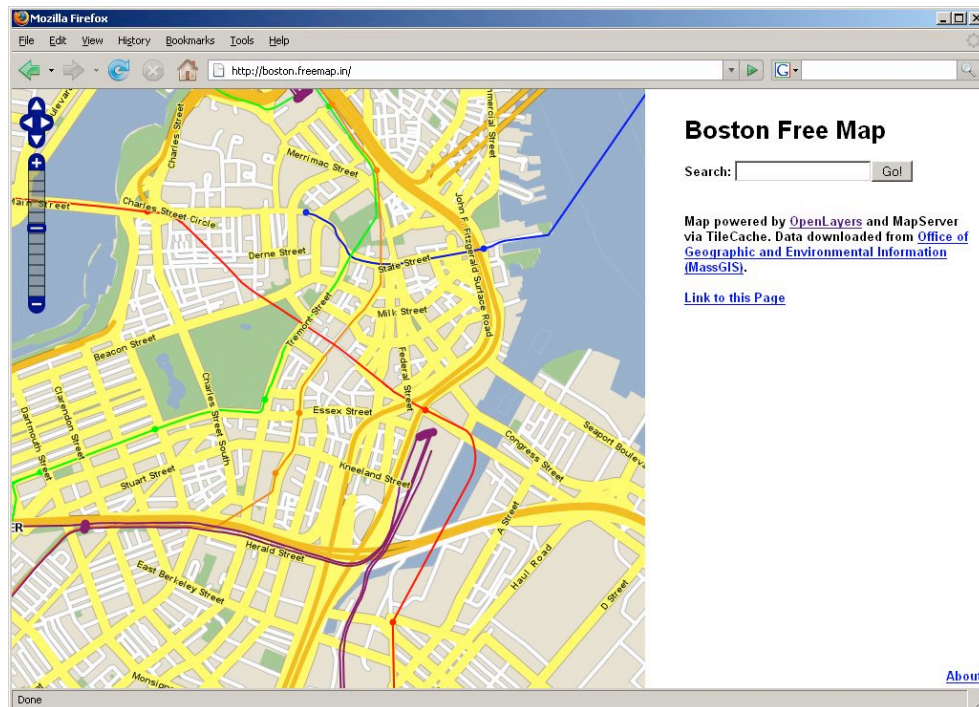 Mozilla Firefox
File Edit View History Bookmarks Tools Help
http://boston.freemap.in/
G
Boston Free Map
Search: Go!
Map powered by OpenLayers and MapServer
via TileCache. Data downloaded from Office of
Geographic and Environmental Information
(MassGIS).
Link to this Page
Charles Street
Merrimac Street
Charles Street Circle
Derne Street
State Street
John F Fitzgerald Surface Road
Milk Street
Tremont Street
Beacon Street
Federal Street
Clarendon Street
Dartmouth Street
Charles Street South
Essex Street
Congress Street
Stuart Street
Kneeland Street
A Street
ER
Herald Street
Haul Road
East Berkeley Street
D Street
About
Done